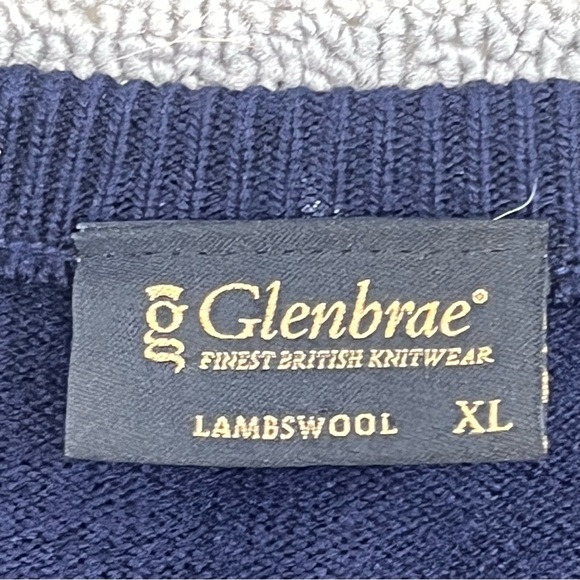 g Glenbrae®
FINEST BRITISH KNITWEAR
LAMBSWOOL XL